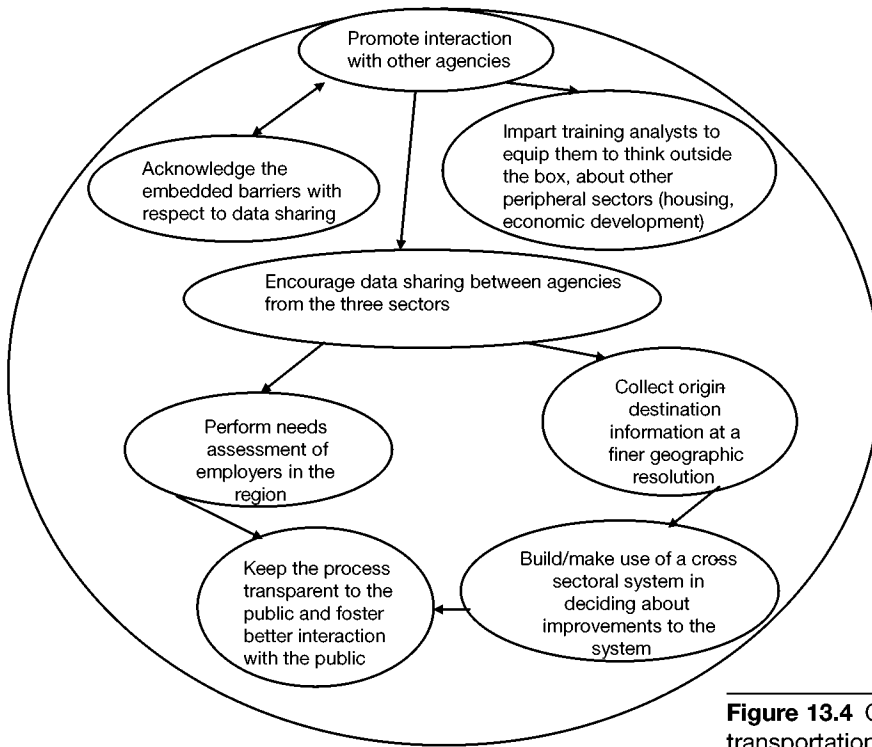 Promote interaction
with other agencies
Acknowledge the
embedded barriers with
respect to data sharing
Impart training analysts to
equip them to think outside
the box, about other
peripheral sectors (housing,
economic development)
Encourage data sharing between agencies
from the three sectors
Perform needs
assessment of
employers in the
region
Collect origin-
destination
information at a
finer geographic
resolution
Keep the process
transparent to the
public and foster
better interaction
with the public
Build/make use of a cross-
sectoral system in
deciding about
improvements to the
system
Figure 13.4
transportation